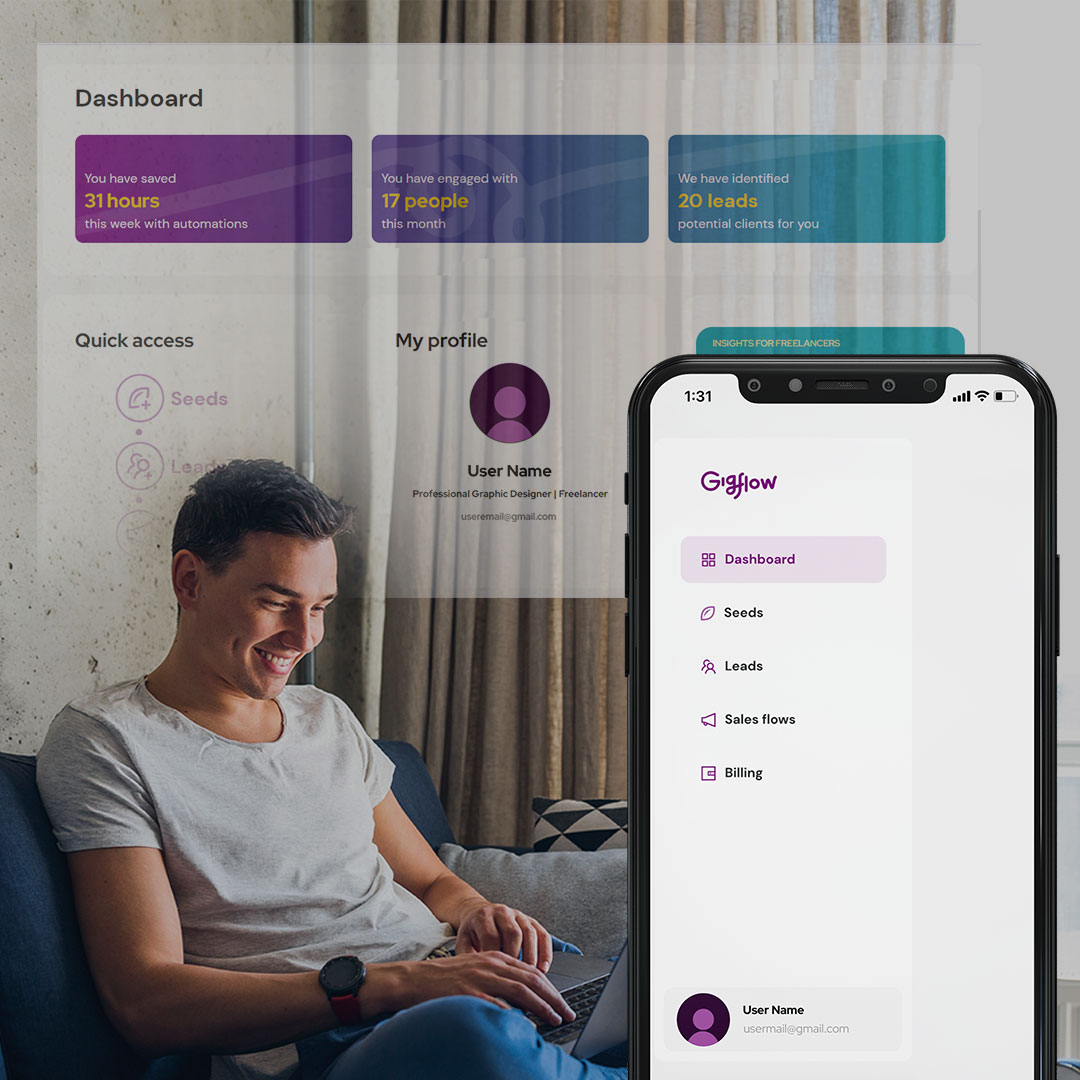 Dashboard
You have saved
31 hours
this week with automations
You have engaged with
17 people
this month
We have identified
20 leads
potential clients for you
Quick access
Seeds
Leads
My profile
User Name
Professional Graphic Designer | Freelancer
useremail@gmail.com
INSIGHTS FOR FREELANCERS
1:31
Gigflow
Dashboard
Seeds
Leads
Sales flows
Billing
User Name
usermail@gmail.com